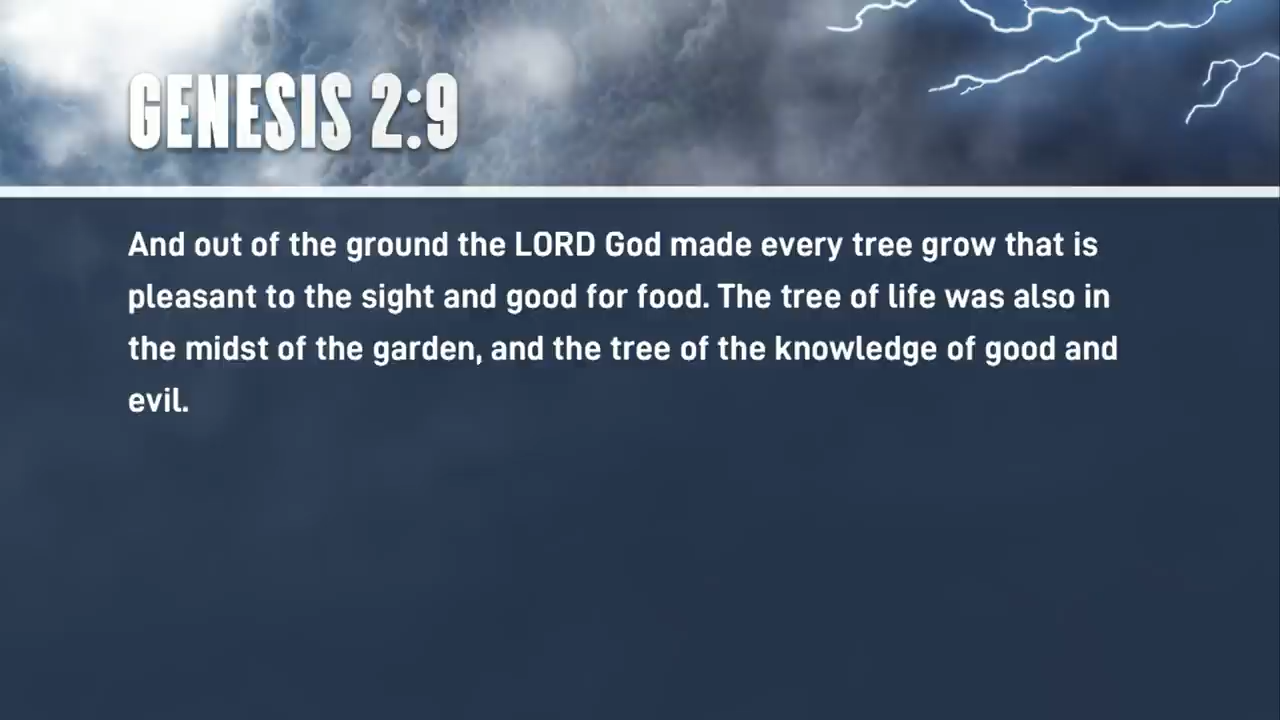 GENESIS 2:9
And out of the ground the LORD God made every tree grow that is
pleasant to the sight and good for food. The tree of life was also in
the midst of the garden, and the tree of the knowledge of good and
evil.